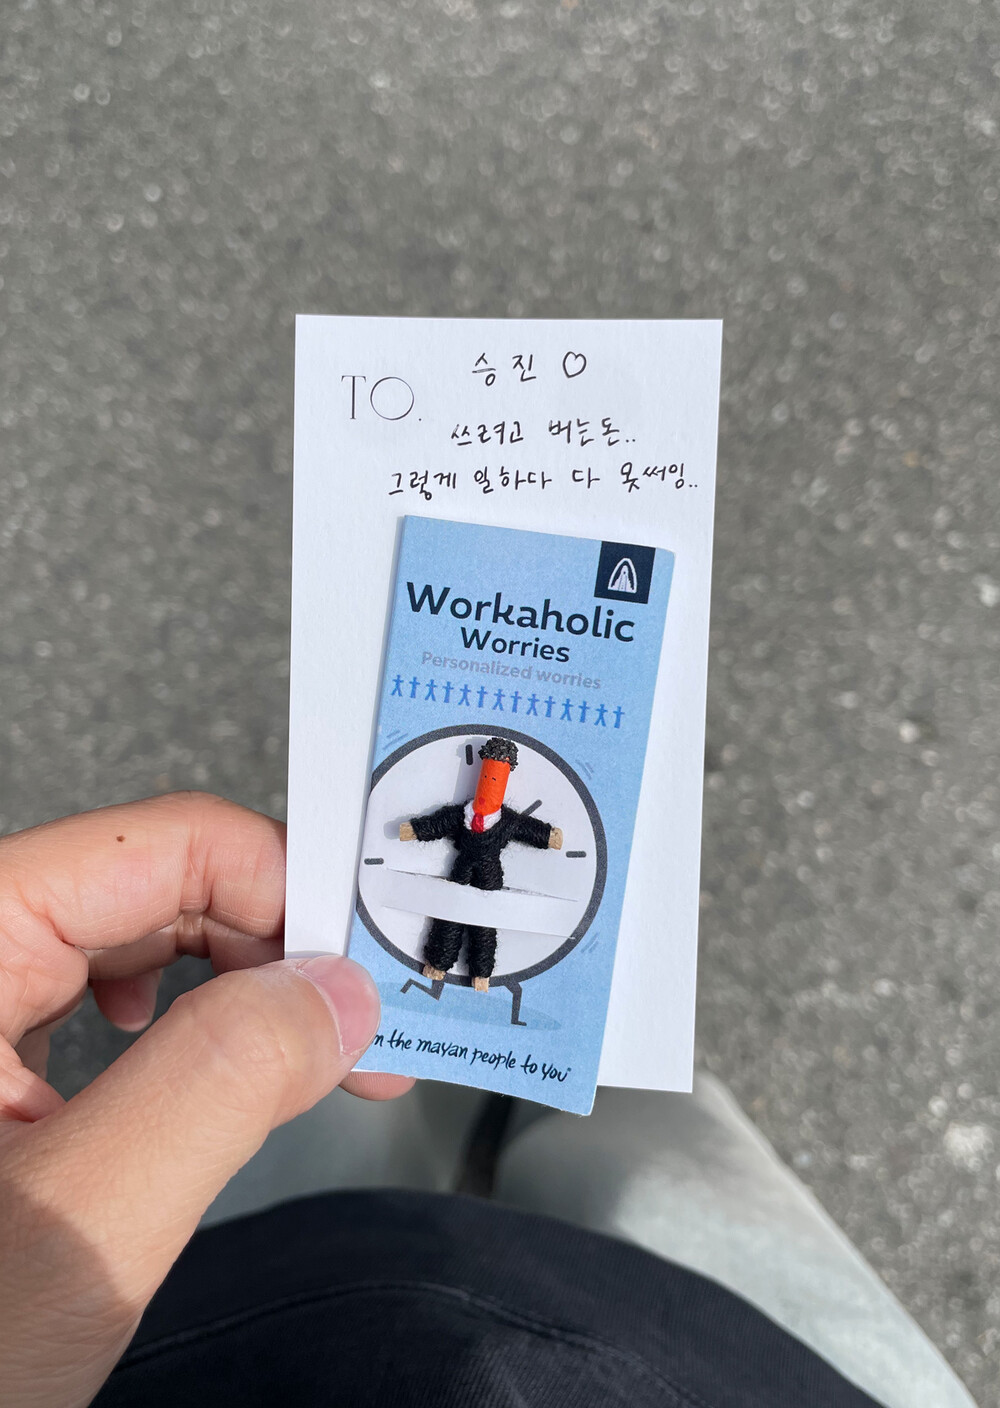 TO. 승진 ♡
쓰려고 버는돈..
그렇게 일하다 다 못써잉..
Workaholic
Worries
Personalized worries
the mayan people to you